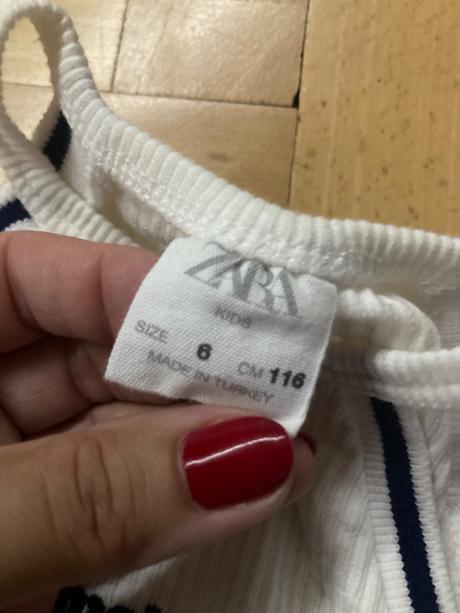 ZARA
KIDS
SIZE 6 CM 116
MADE IN TURKEY